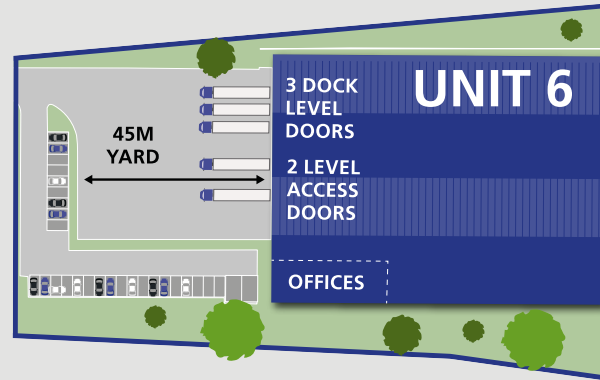 UNIT 6
3 DOCK
LEVEL
DOORS
45M
YARD
2 LEVEL
ACCESS
DOORS
OFFICES